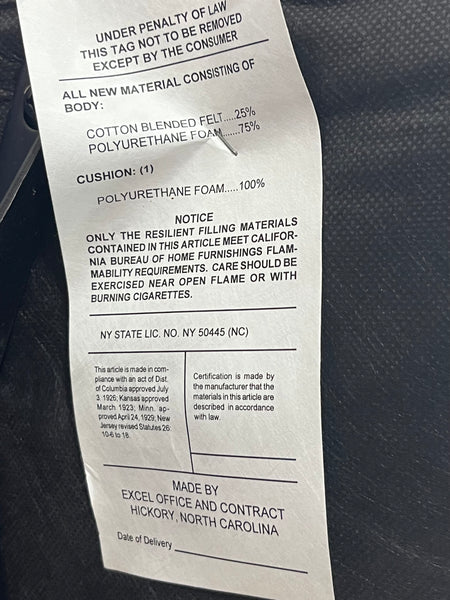 UNDER PENALTY OF LAW
THIS TAG NOT TO BE REMOVED
EXCEPT BY THE CONSUMER
ALL NEW MATERIAL CONSISTING OF
BODY:
COTTON BLENDED FELT.....25%
POLYURETHANE FOAM.......75%
CUSHION: (1)
POLYURETHANE FOAM.....100%
NOTICE
ONLY THE RESILIENT FILLING MATERIALS
CONTAINED IN THIS ARTICLE MEET CALIFOR-
NIA BUREAU OF HOME FURNISHINGS FLAM-
MABILITY REQUIREMENTS. CARE SHOULD BE
EXERCISED NEAR OPEN FLAME OR WITH
BURNING CIGARETTES.
NY STATE LIC. NO. NY 50445 (NC)
This article is made in com-
pliance with an act of Dist.
of Columbia approved July
3, 1926; Kansas approved
March 1923; Minn. ap-
proved April 24, 1929; New
Jersey revised Statutes 26:
10-6 to 18.
Certification is made by
the manufacturer that the
materials in this article are
described in accordance
with law.
MADE BY
EXCEL OFFICE AND CONTRACT
HICKORY, NORTH CAROLINA
Date of Delivery